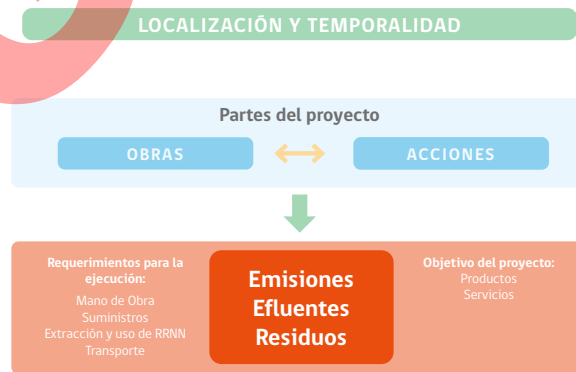 LOCALIZACIÓN Y TEMPORALIDAD
Partes del proyecto
OBRAS
ACCIONES
Requerimientos para la
ejecución:
Mano de Obra
Suministros
Extracción y uso de RRNN
Transporte
Emisiones
Efluentes
Residuos
Objetivo del proyecto:
Productos
Servicios